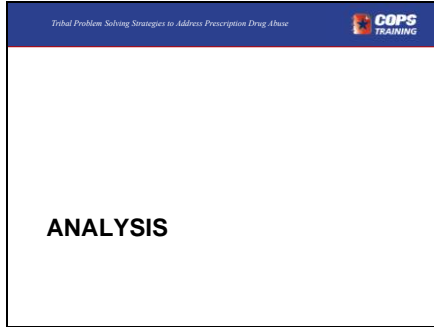 Tribal Problem Solving Strategies to Address Prescription Drug Abuse
COPS
TRAINING
ANALYSIS